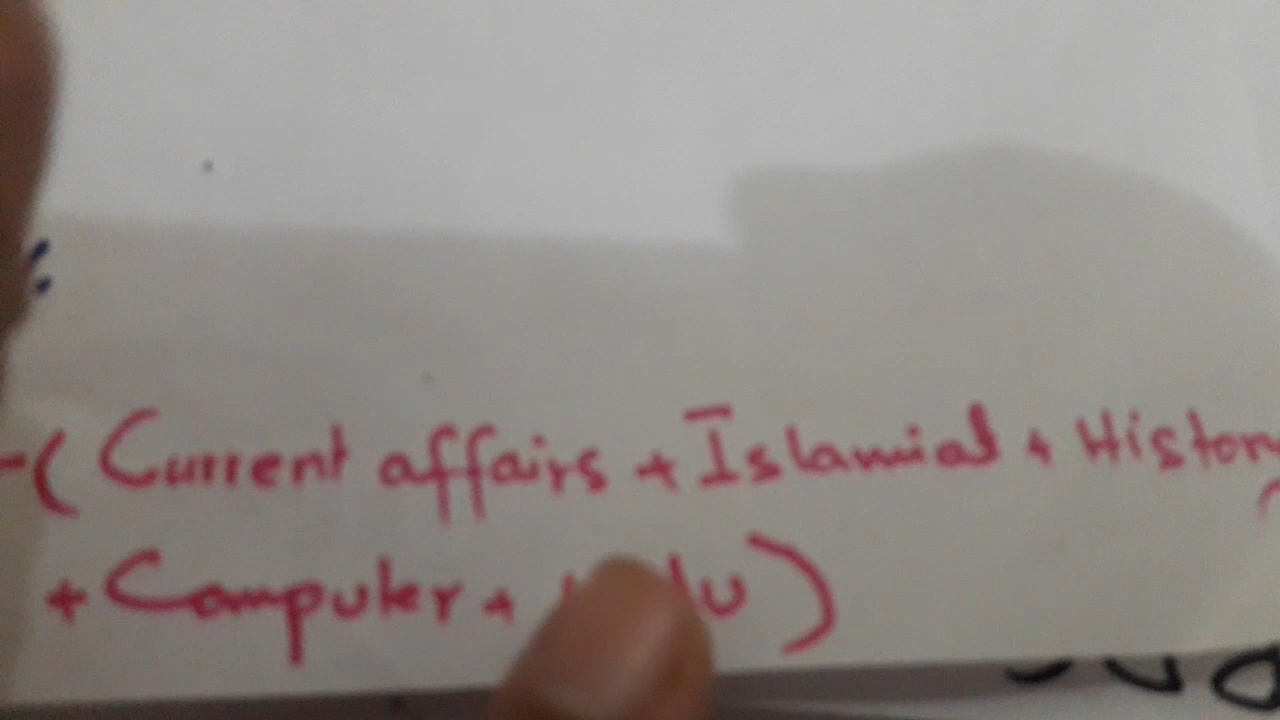 -( Current affairs + Islamiat + History
+ Computer +